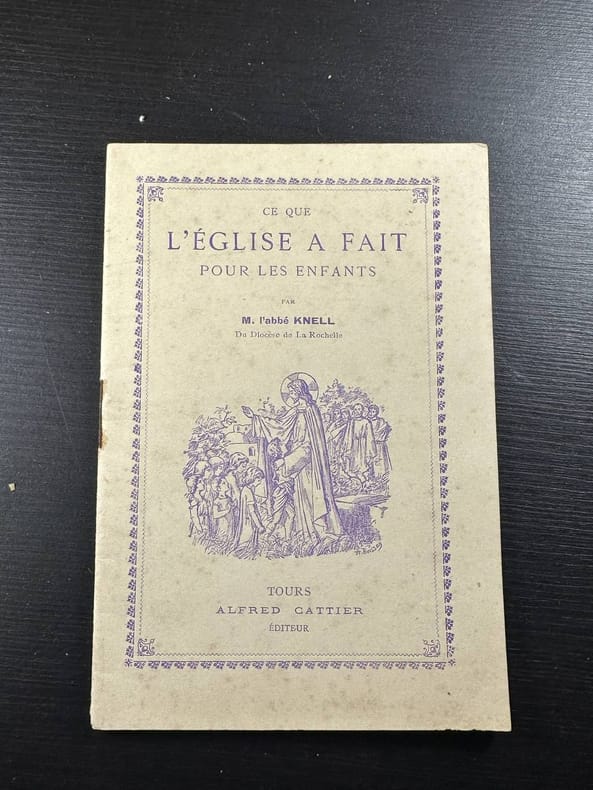 CE QUE
L'ÉGLISE A FAIT
POUR LES ENFANTS
PAR
M. l'abbé KNELL
Du Diocèse de La Rochelle
TOURS
ALFRED CATTIER
ÉDITEUR